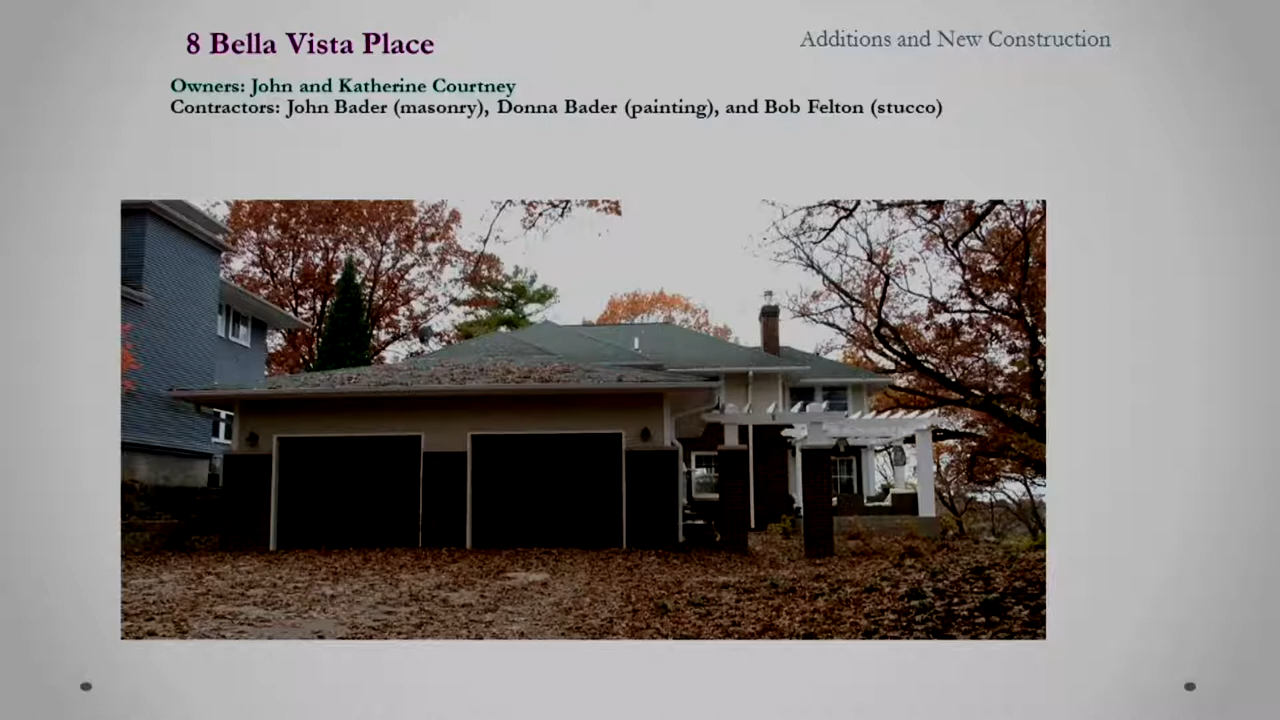 8 Bella Vista Place
Additions and New Construction
Owners: John and Katherine Courtney
Contractors: John Bader (masonry), Donna Bader (painting), and Bob Felton (stucco)